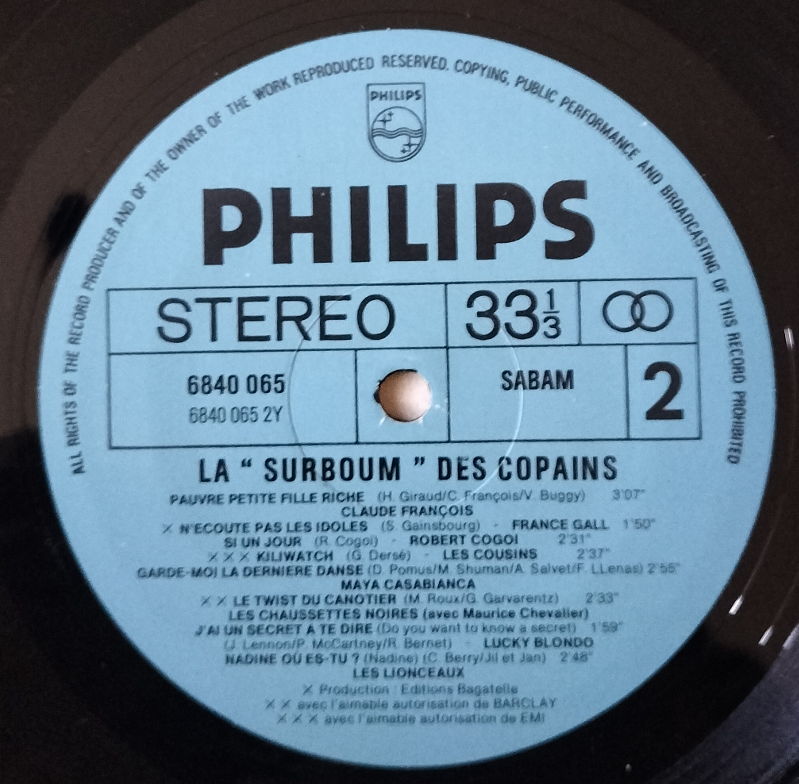 ALL RIGHTS OF THE RECORD PRODUCER AND OF THE OWNER OF THE WORK REPRODUCED RESERVED. COPYING, PUBLIC PERFORMANCE AND BROADCASTING OF THIS RECORD PROHIBITED
PHILIPS
PHILIPS
STEREO 33 1/3
6840 065 SABAM 2
6840 065 2Y
LA " SURBOUM " DES COPAINS
PAUVRE PETITE FILLE RICHE (H. Giraud/C. François/V. Buggy) 3'07"
CLAUDE FRANÇOIS
X N'ECOUTE PAS LES IDOLES (S. Gainsbourg) - FRANCE GALL 1'50"
SI UN JOUR (R. Cogoi) - ROBERT COGOI 2'31"
X X X KILIWATCH (G. Dersé) - LES COUSINS 2'37"
GARDE-MOI LA DERNIERE DANSE (D. Pomus/M. Shuman/A. Salvet/F. LLenas) 2'55"
MAYA CASABIANCA
X X LE TWIST DU CANOTIER (M. Roux/G. Garvarentz) 2'33"
LES CHAUSSETTES NOIRES (avec Maurice Chevalier)
J'AI UN SECRET A TE DIRE (Do you want to know a secret) 1'59"
(J. Lennon/P. McCartney/R. Bernet) - LUCKY BLONDO
NADINE OÙ ES-TU ? (Nadine) (C. Berry/Jil et Jan) 2'48"
LES LIONCEAUX
X Production : Editions Bagatelle
X X avec l'aimable autorisation de BARCLAY
X X X avec l'aimable autorisation de EMI